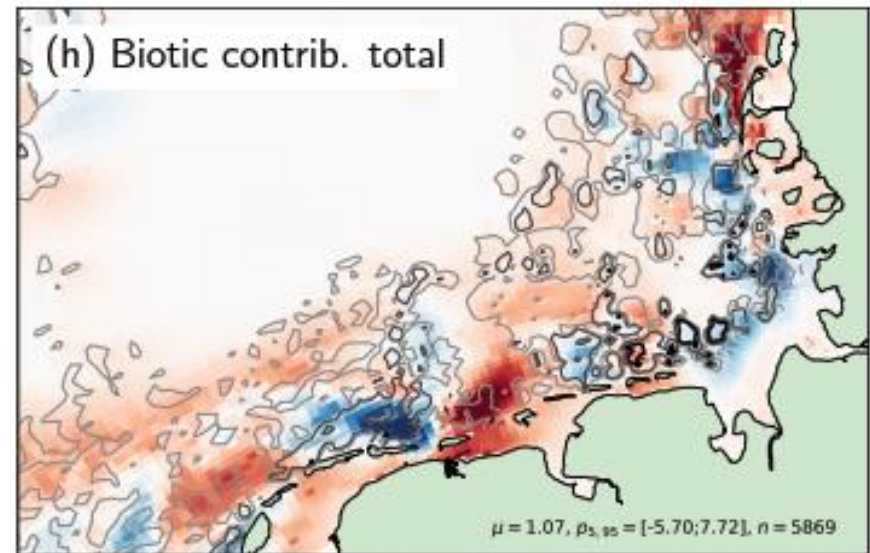 (h) Biotic contrib. total
μ = 1.07, p₅,₉₅ = [-5.70;7.72], n = 5869